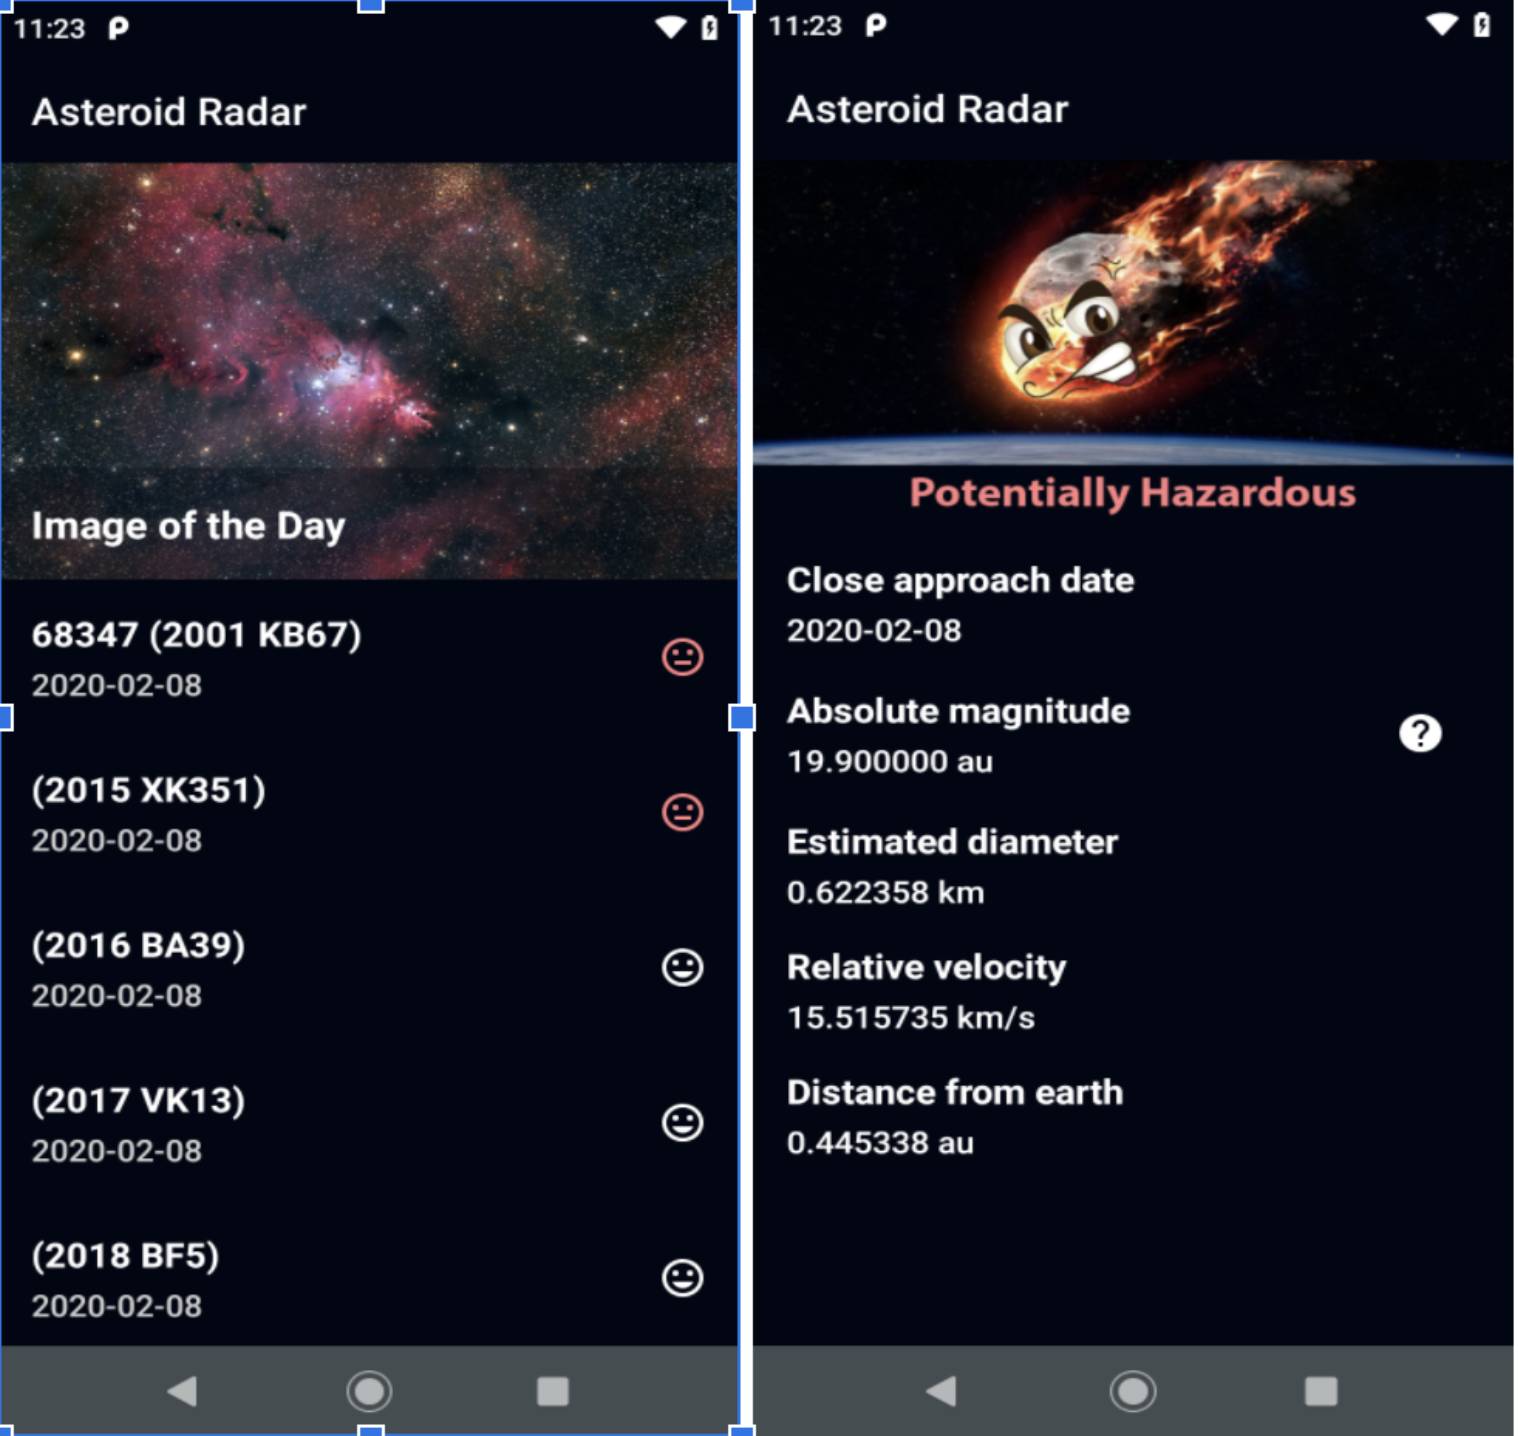 11:23
Asteroid Radar
Image of the Day
68347 (2001 KB67)
2020-02-08
(2015 XK351)
2020-02-08
(2016 BA39)
2020-02-08
(2017 VK13)
2020-02-08
(2018 BF5)
2020-02-08
11:23
Asteroid Radar
Potentially Hazardous
Close approach date
2020-02-08
Absolute magnitude
19.900000 au
?
Estimated diameter
0.622358 km
Relative velocity
15.515735 km/s
Distance from earth
0.445338 au